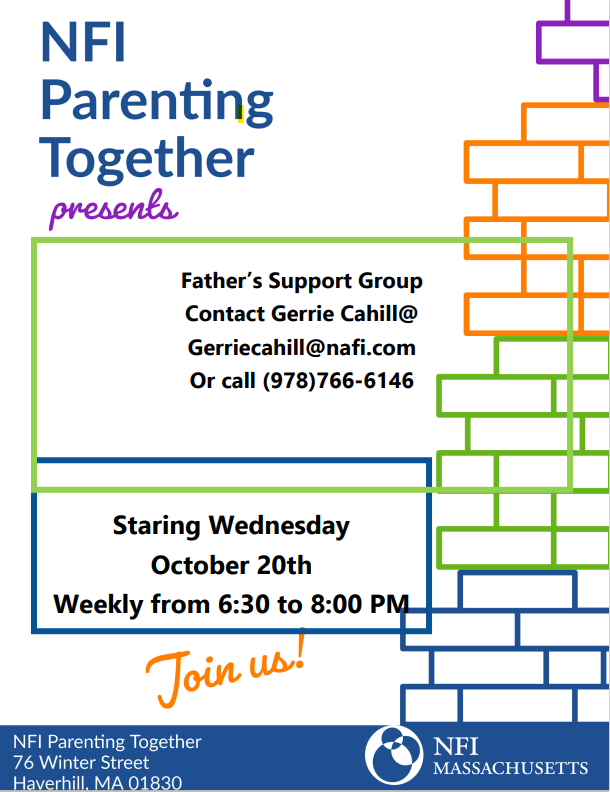 NFI
Parenting
Together
presents
Father's Support Group
Contact Gerrie Cahill@
Gerriecahill@nafi.com
Or call (978)766-6146
Staring Wednesday
October 20th
Weekly from 6:30 to 8:00 PM
Join us!
NFI Parenting Together
76 Winter Street
Haverhill, MA 01830
NFI
MASSACHUSETTS